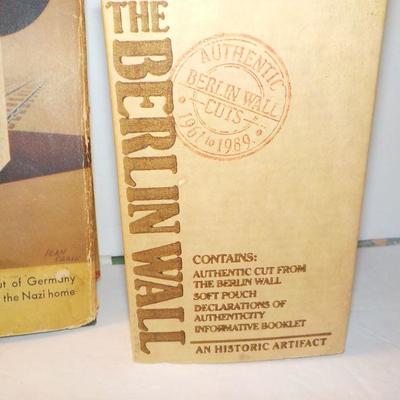 THE BERLIN WALL
AUTHENTIC
BERLIN WALL
CUTS
· 1961 to 1989 ·
CONTAINS:
AUTHENTIC CUT FROM
THE BERLIN WALL
SOFT POUCH
DECLARATIONS OF
AUTHENTICITY
INFORMATIVE BOOKLET
AN HISTORIC ARTIFACT
ut of Germany
the Nazi home